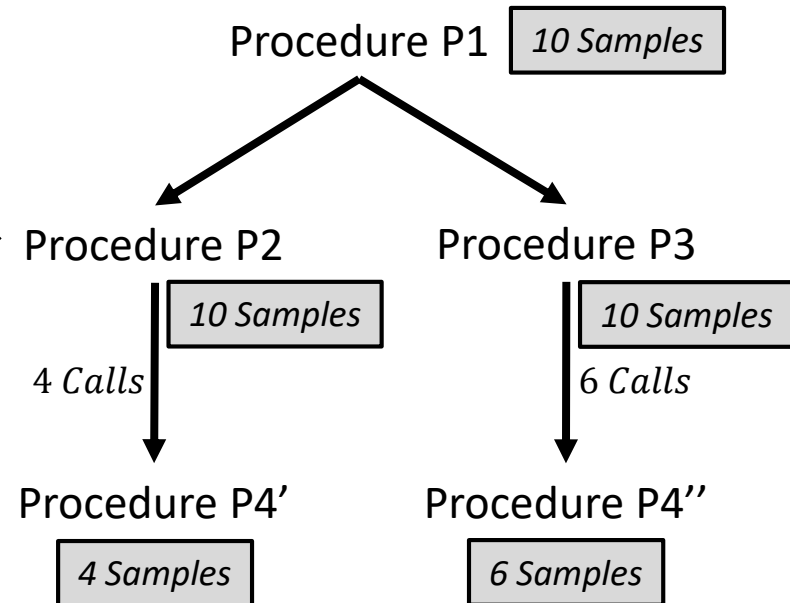 Procedure P1
10 Samples
Procedure P2
Procedure P3
10 Samples
10 Samples
4 Calls
6 Calls
Procedure P4’
Procedure P4’’
4 Samples
6 Samples